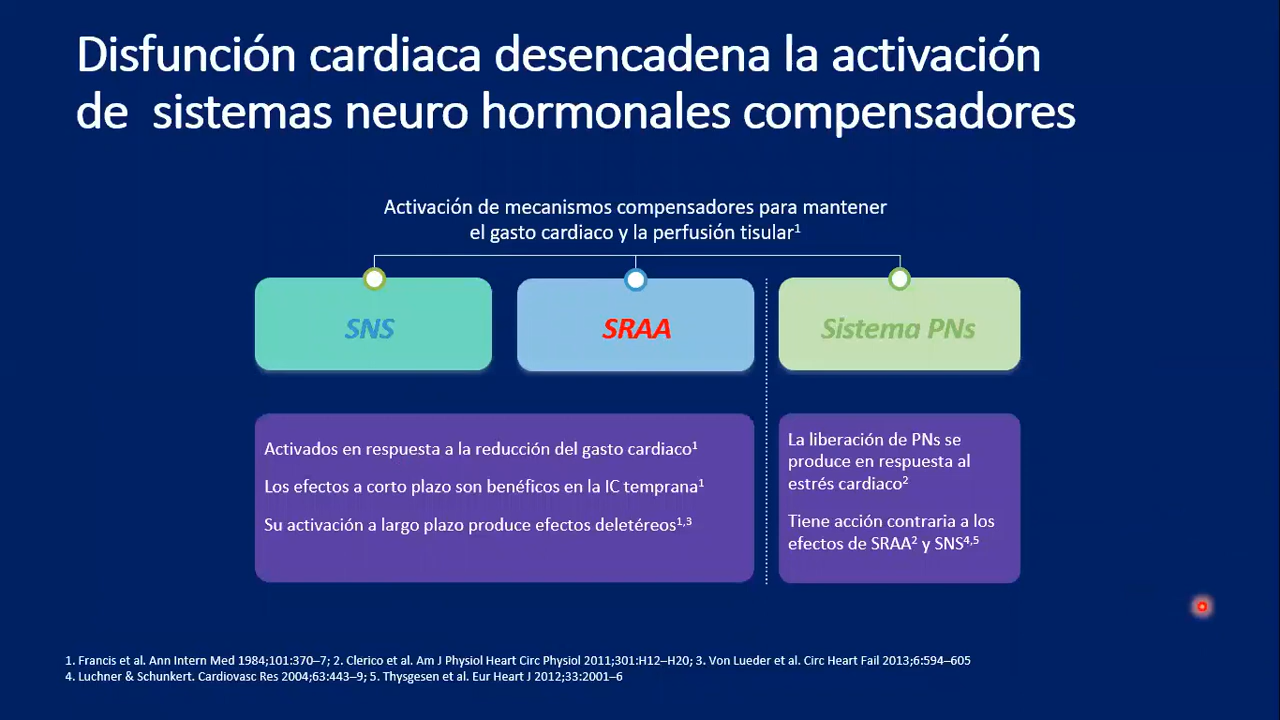 Disfunción cardiaca desencadena la activación
de sistemas neuro hormonales compensadores
Activación de mecanismos compensadores para mantener
el gasto cardiaco y la perfusión tisular¹
SNS
SRAA
Sistema PNs
Activados en respuesta a la reducción del gasto cardiaco¹
Los efectos a corto plazo son benéficos en la IC temprana¹
Su activación a largo plazo produce efectos deletéreos¹,³
La liberación de PNs se
produce en respuesta al
estrés cardiaco²
Tiene acción contraria a los
efectos de SRAA² y SNS⁴,⁵
1. Francis et al. Ann Intern Med 1984;101:370–7; 2. Clerico et al. Am J Physiol Heart Circ Physiol 2011;301:H12–H20; 3. Von Lueder et al. Circ Heart Fail 2013;6:594–605
4. Luchner & Schunkert. Cardiovasc Res 2004;63:443–9; 5. Thysgesen et al. Eur Heart J 2012;33:2001–6